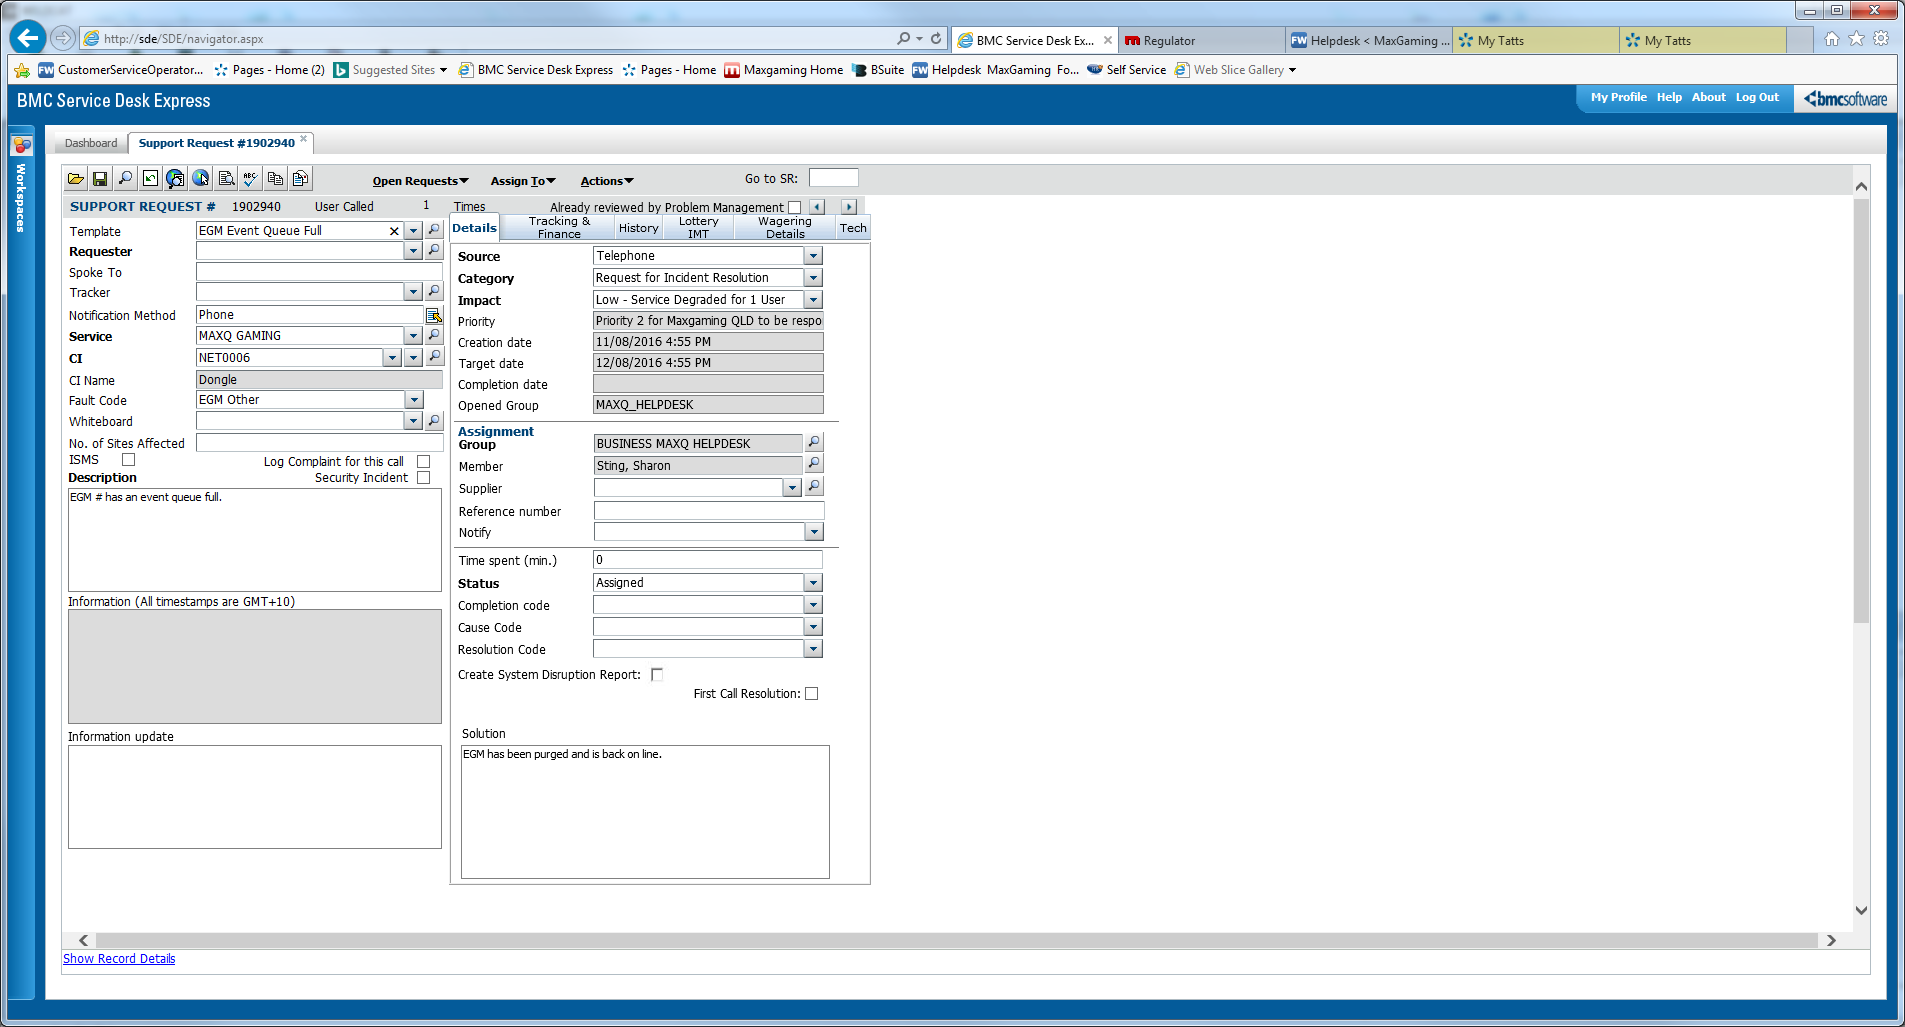 http://sde/SDE/navigator.aspx
BMC Service Desk Ex...
Regulator
Helpdesk < MaxGaming ...
My Tatts
My Tatts
CustomerServiceOperator...
Pages - Home (2)
Suggested Sites
BMC Service Desk Express
Pages - Home
Maxgaming Home
BSuite
Helpdesk MaxGaming Fo...
Self Service
Web Slice Gallery
BMC Service Desk Express
My Profile Help About Log Out
bmcsoftware
Workspaces
Dashboard
Support Request #1902940
Open Requests
Assign To
Actions
Go to SR:
SUPPORT REQUEST # 1902940 User Called 1 Times
Already reviewed by Problem Management
Template EGM Event Queue Full
Requester
Spoke To
Tracker
Notification Method Phone
Service MAXQ GAMING
CI NET0006
CI Name Dongle
Fault Code EGM Other
Whiteboard
No. of Sites Affected
ISMS
Log Complaint for this call
Description
Security Incident
EGM # has an event queue full.
Information (All timestamps are GMT+10)
Information update
Details
Tracking & Finance
History
Lottery IMT
Wagering Details
Tech
Source Telephone
Category Request for Incident Resolution
Impact Low - Service Degraded for 1 User
Priority Priority 2 for Maxgaming QLD to be respo
Creation date 11/08/2016 4:55 PM
Target date 12/08/2016 4:55 PM
Completion date
Opened Group MAXQ_HELPDESK
Assignment
Group BUSINESS MAXQ HELPDESK
Member Sting, Sharon
Supplier
Reference number
Notify
Time spent (min.) 0
Status Assigned
Completion code
Cause Code
Resolution Code
Create System Disruption Report:
First Call Resolution:
Solution
EGM has been purged and is back on line.
Show Record Details